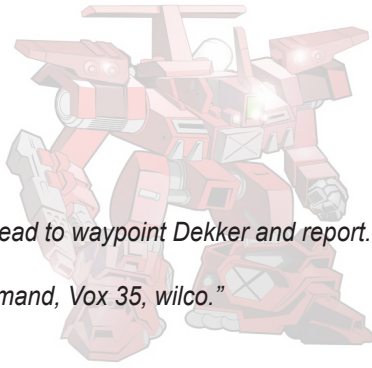 ead to waypoint Dekker and report.
mand, Vox 35, wilco.”